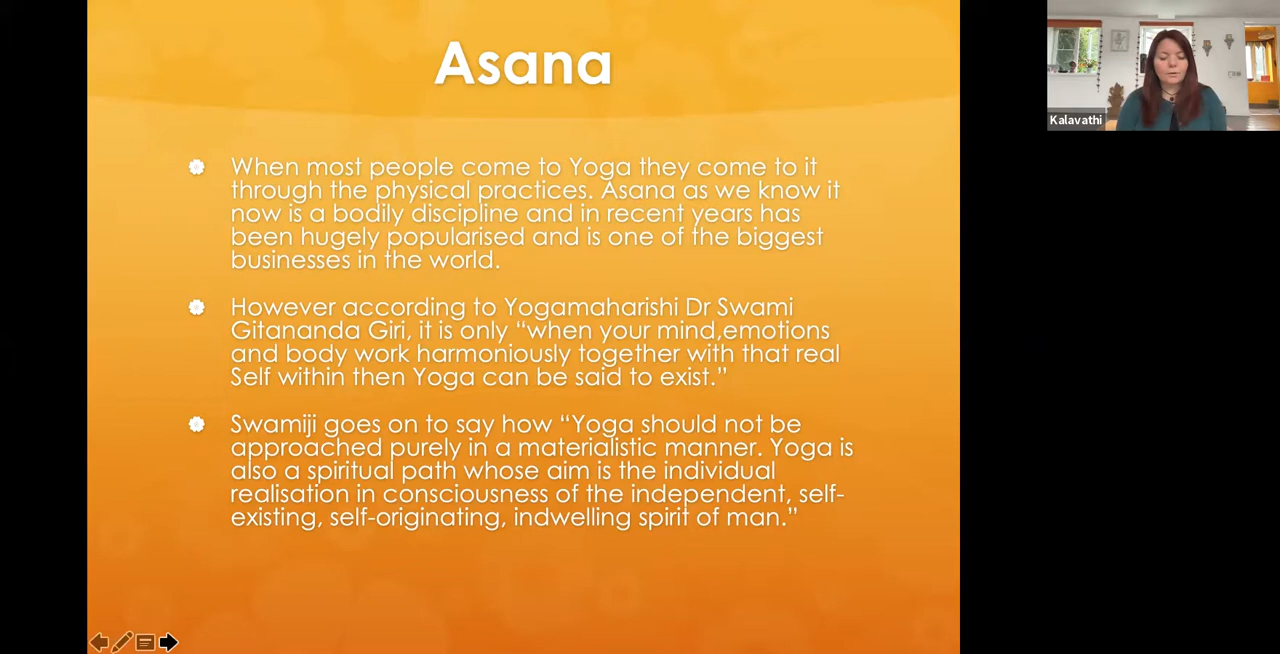 Asana
When most people come to Yoga they come to it
through the physical practices. Asana as we know it
now is a bodily discipline and in recent years has
been hugely popularised and is one of the biggest
businesses in the world.
However according to Yogamaharishi Dr Swami
Gitananda Giri, it is only “when your mind,emotions
and body work harmoniously together with that real
Self within then Yoga can be said to exist.”
Swamiji goes on to say how “Yoga should not be
approached purely in a materialistic manner. Yoga is
also a spiritual path whose aim is the individual
realisation in consciousness of the independent, self-
existing, self-originating, indwelling spirit of man.”
Kalavathi